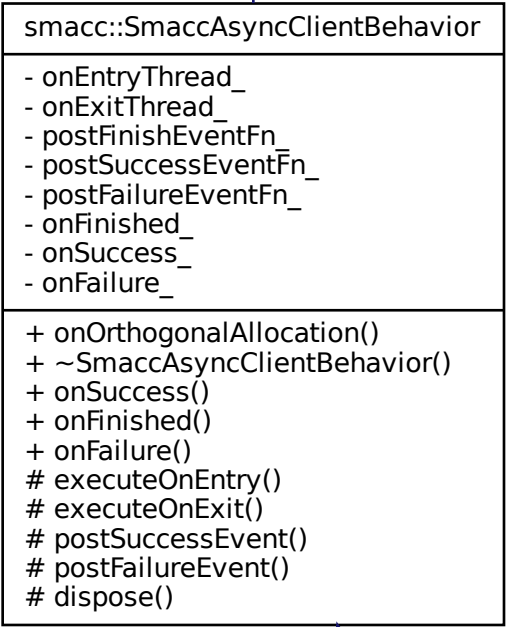 smacc::SmaccAsyncClientBehavior
- onEntryThread_
- onExitThread_
- postFinishEventFn_
- postSuccessEventFn_
- postFailureEventFn_
- onFinished_
- onSuccess_
- onFailure_
+ onOrthogonalAllocation()
+ ~SmaccAsyncClientBehavior()
+ onSuccess()
+ onFinished()
+ onFailure()
# executeOnEntry()
# executeOnExit()
# postSuccessEvent()
# postFailureEvent()
# dispose()